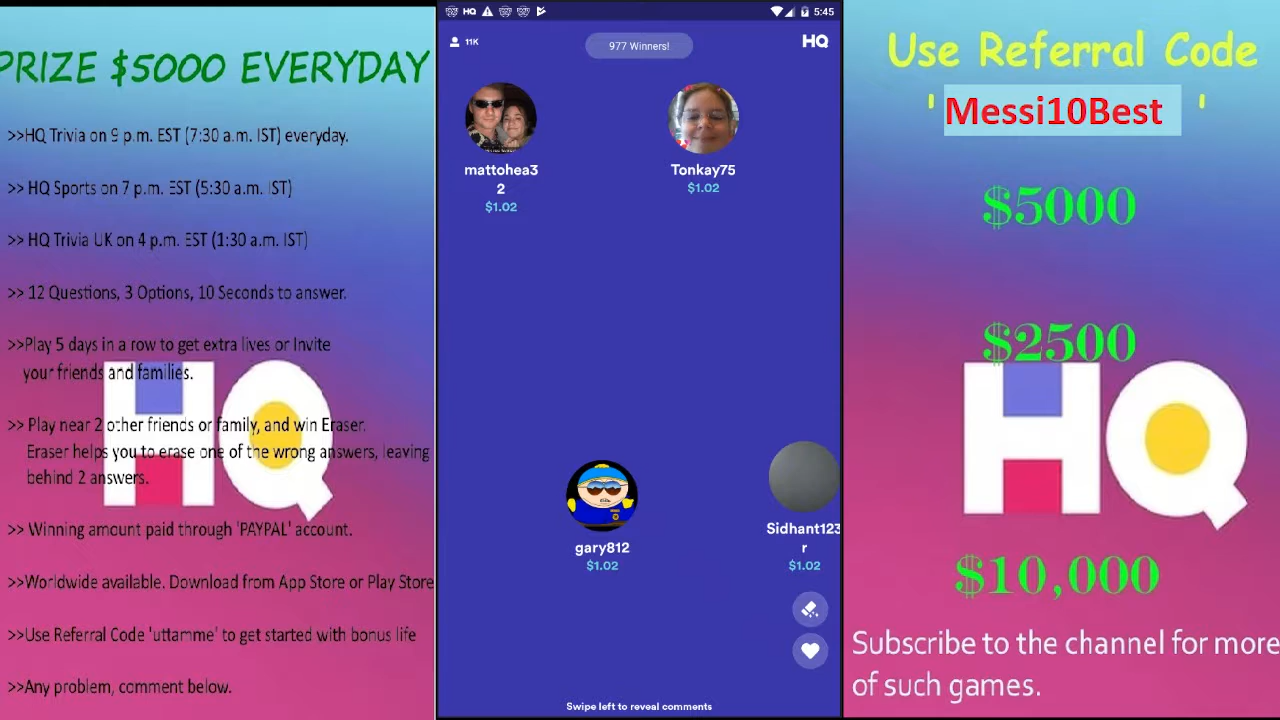 PRIZE $5000 EVERYDAY
>>HQ Trivia on 9 p.m. EST (7:30 a.m. IST) everyday.
>> HQ Sports on 7 p.m. EST (5:30 a.m. IST)
>> HQ Trivia UK on 4 p.m. EST (1:30 a.m. IST)
>> 12 Questions, 3 Options, 10 Seconds to answer.
>>Play 5 days in a row to get extra lives or Invite
your friends and families.
>> Play near 2 other friends or family, and win Eraser.
Eraser helps you to erase one of the wrong answers, leaving
behind 2 answers.
>> Winning amount paid through 'PAYPAL' account.
>>Worldwide available. Download from App Store or Play Store
>>Use Referral Code 'uttamme' to get started with bonus life
>>Any problem, comment below.
HQ
HQ
5:45
11K
977 Winners!
HQ
mattohea3
2
$1.02
Tonkay75
$1.02
gary812
$1.02
Sidhant123
r
$1.02
Swipe left to reveal comments
Use Referral Code
' Messi10Best '
$5000
$2500
HQ
$10,000
Subscribe to the channel for more
of such games.